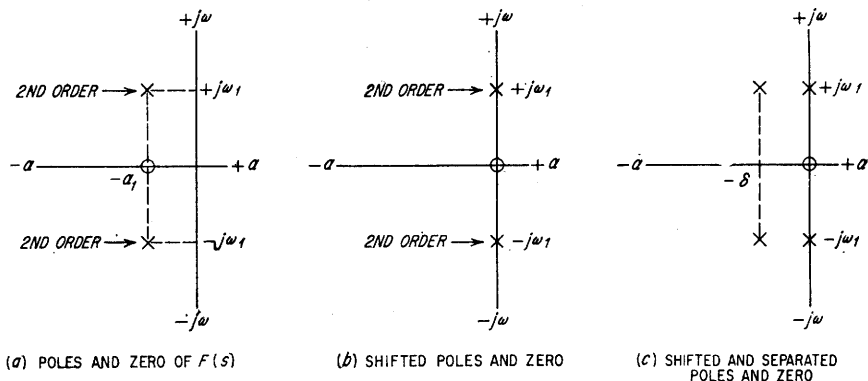 +jω
2ND ORDER
+jω₁
-α
+α
-α₁
2ND ORDER
-jω₁
-jω
(a) POLES AND ZERO OF F(s)
+jω
2ND ORDER
+jω₁
-α
+α
2ND ORDER
-jω₁
-jω
(b) SHIFTED POLES AND ZERO
+jω
+jω₁
-α
+α
-δ
-jω₁
-jω
(c) SHIFTED AND SEPARATED
POLES AND ZERO